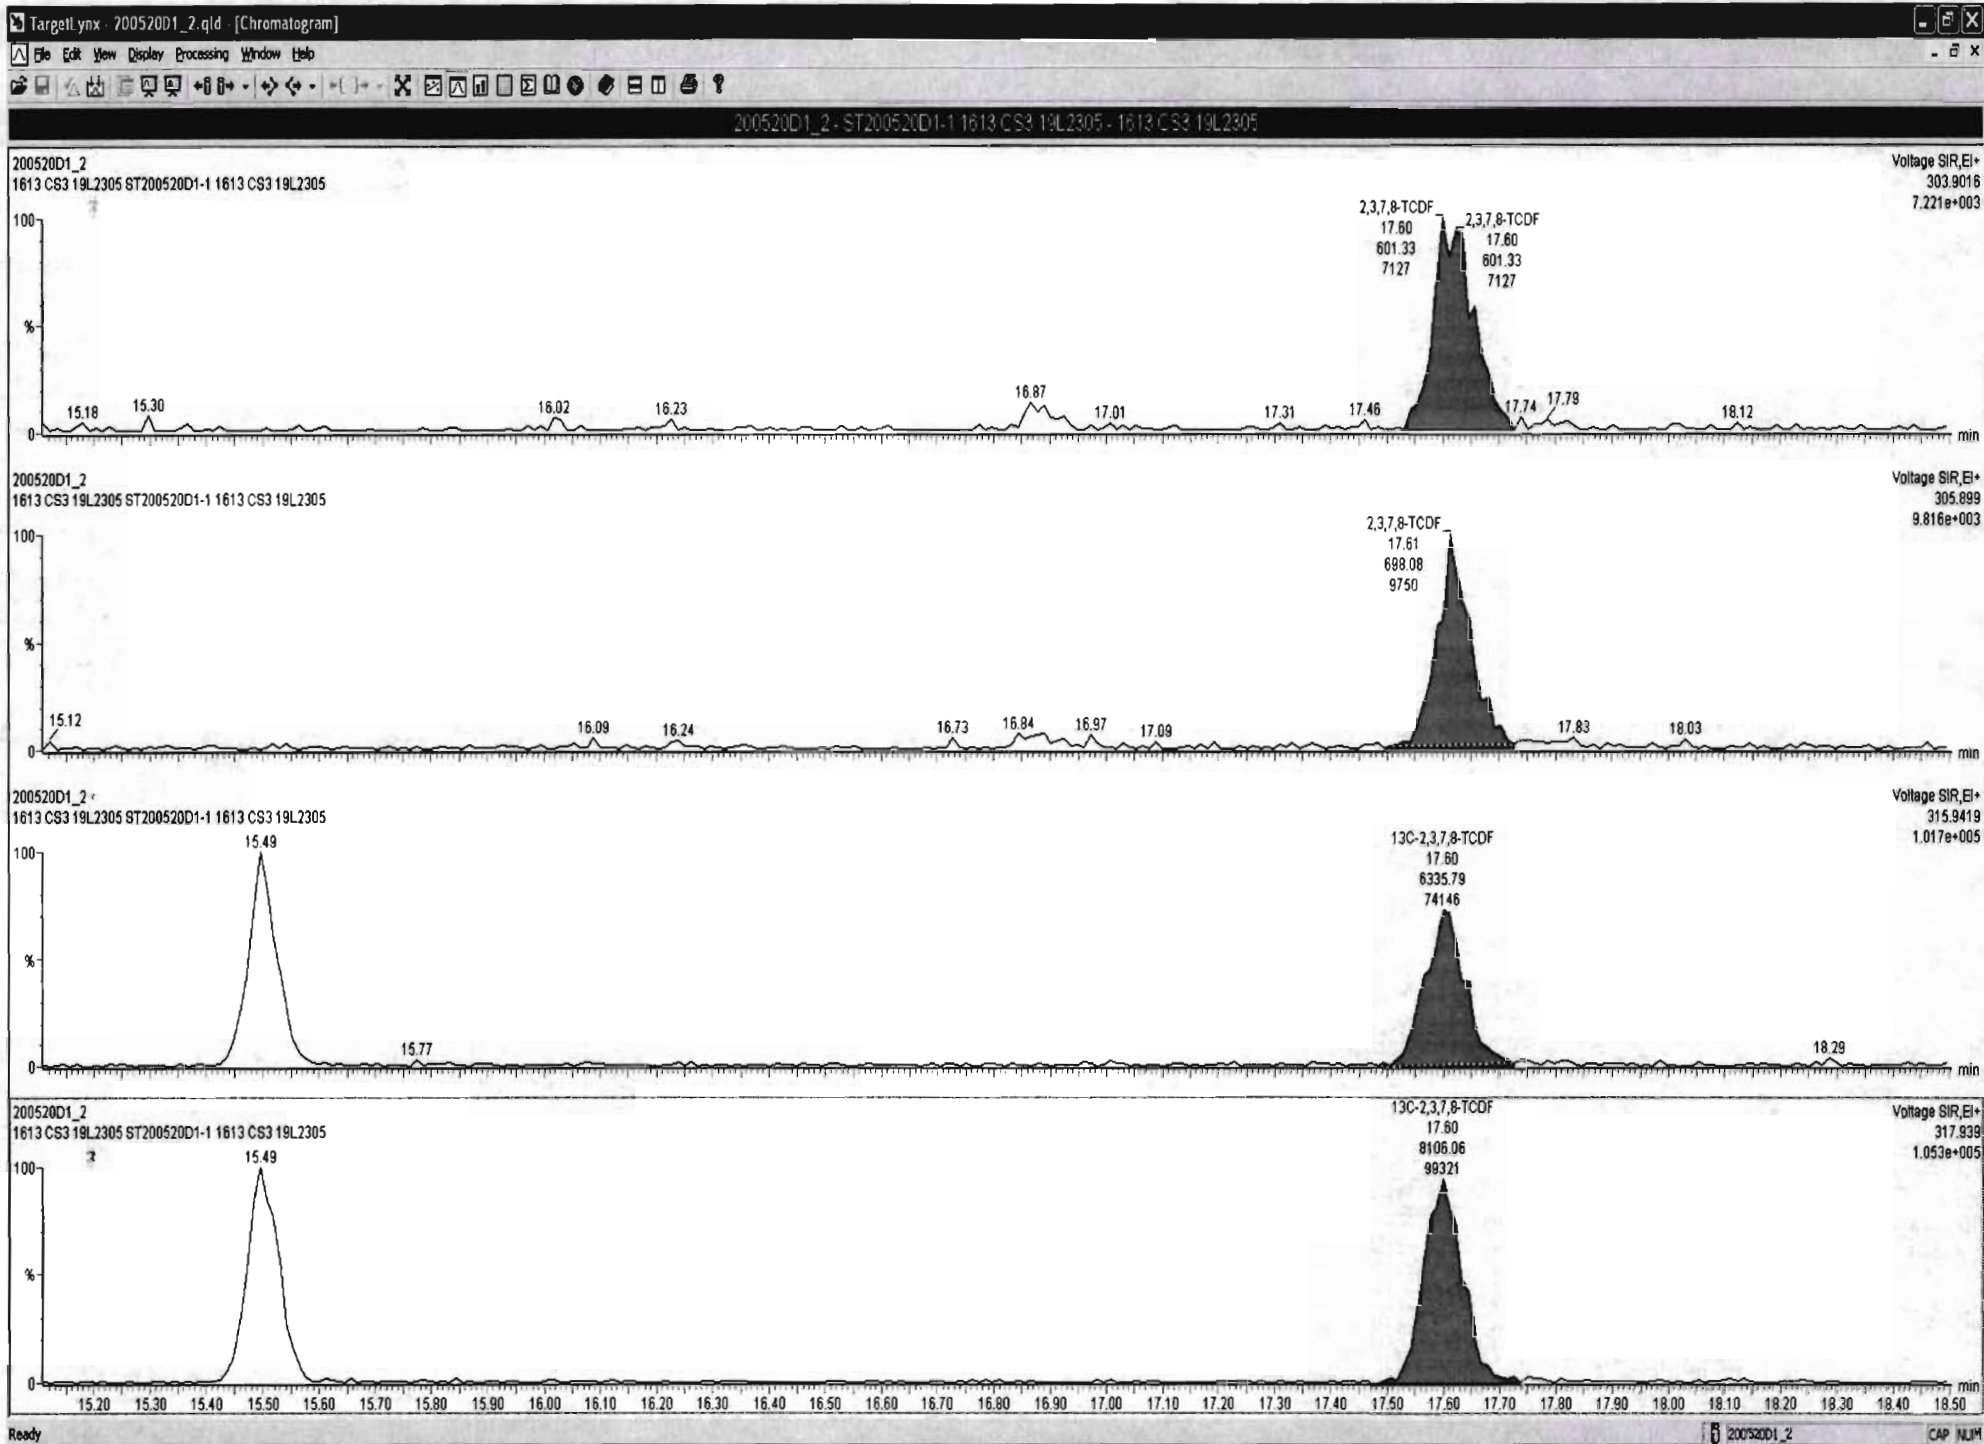 TargetLynx - 200520D1_2.qld - [Chromatogram]
File Edit View Display Processing Window Help
200520D1_2 - ST200520D1-1 1613 CS3 19L2305 - 1613 CS3 19L2305
200520D1_2
1613 CS3 19L2305 ST200520D1-1 1613 CS3 19L2305
Voltage SIR,EI+
303.9016
7.221e+003
100
%
0
2,3,7,8-TCDF
17.60
601.33
7127
2,3,7,8-TCDF
17.60
601.33
7127
15.18 15.30 16.02 16.23 16.87 17.01 17.31 17.46 17.74 17.79 18.12
min
200520D1_2
1613 CS3 19L2305 ST200520D1-1 1613 CS3 19L2305
Voltage SIR,EI+
305.899
9.816e+003
100
%
0
2,3,7,8-TCDF
17.61
698.08
9750
15.12 16.09 16.24 16.73 16.84 16.97 17.09 17.83 18.03
min
200520D1_2
1613 CS3 19L2305 ST200520D1-1 1613 CS3 19L2305
Voltage SIR,EI+
315.9419
1.017e+005
100
%
0
15.49
13C-2,3,7,8-TCDF
17.60
6335.79
74146
15.77 18.29
min
200520D1_2
1613 CS3 19L2305 ST200520D1-1 1613 CS3 19L2305
Voltage SIR,EI+
317.939
1.053e+005
100
%
0
15.49
13C-2,3,7,8-TCDF
17.60
8106.06
99321
min
15.20 15.30 15.40 15.50 15.60 15.70 15.80 15.90 16.00 16.10 16.20 16.30 16.40 16.50 16.60 16.70 16.80 16.90 17.00 17.10 17.20 17.30 17.40 17.50 17.60 17.70 17.80 17.90 18.00 18.10 18.20 18.30 18.40 18.50
Ready
200520D1_2
CAP NUM